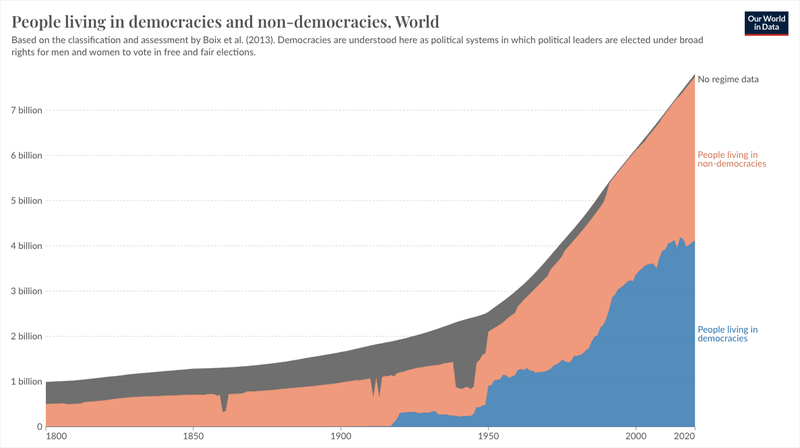 People living in democracies and non-democracies, World
Our World
in Data
Based on the classification and assessment by Boix et al. (2013). Democracies are understood here as political systems in which political leaders are elected under broad
rights for men and women to vote in free and fair elections.
No regime data
7 billion
6 billion
People living in
non-democracies
5 billion
4 billion
3 billion
2 billion
People living in
democracies
1 billion
0
1800
1850
1900
1950
2000
2020